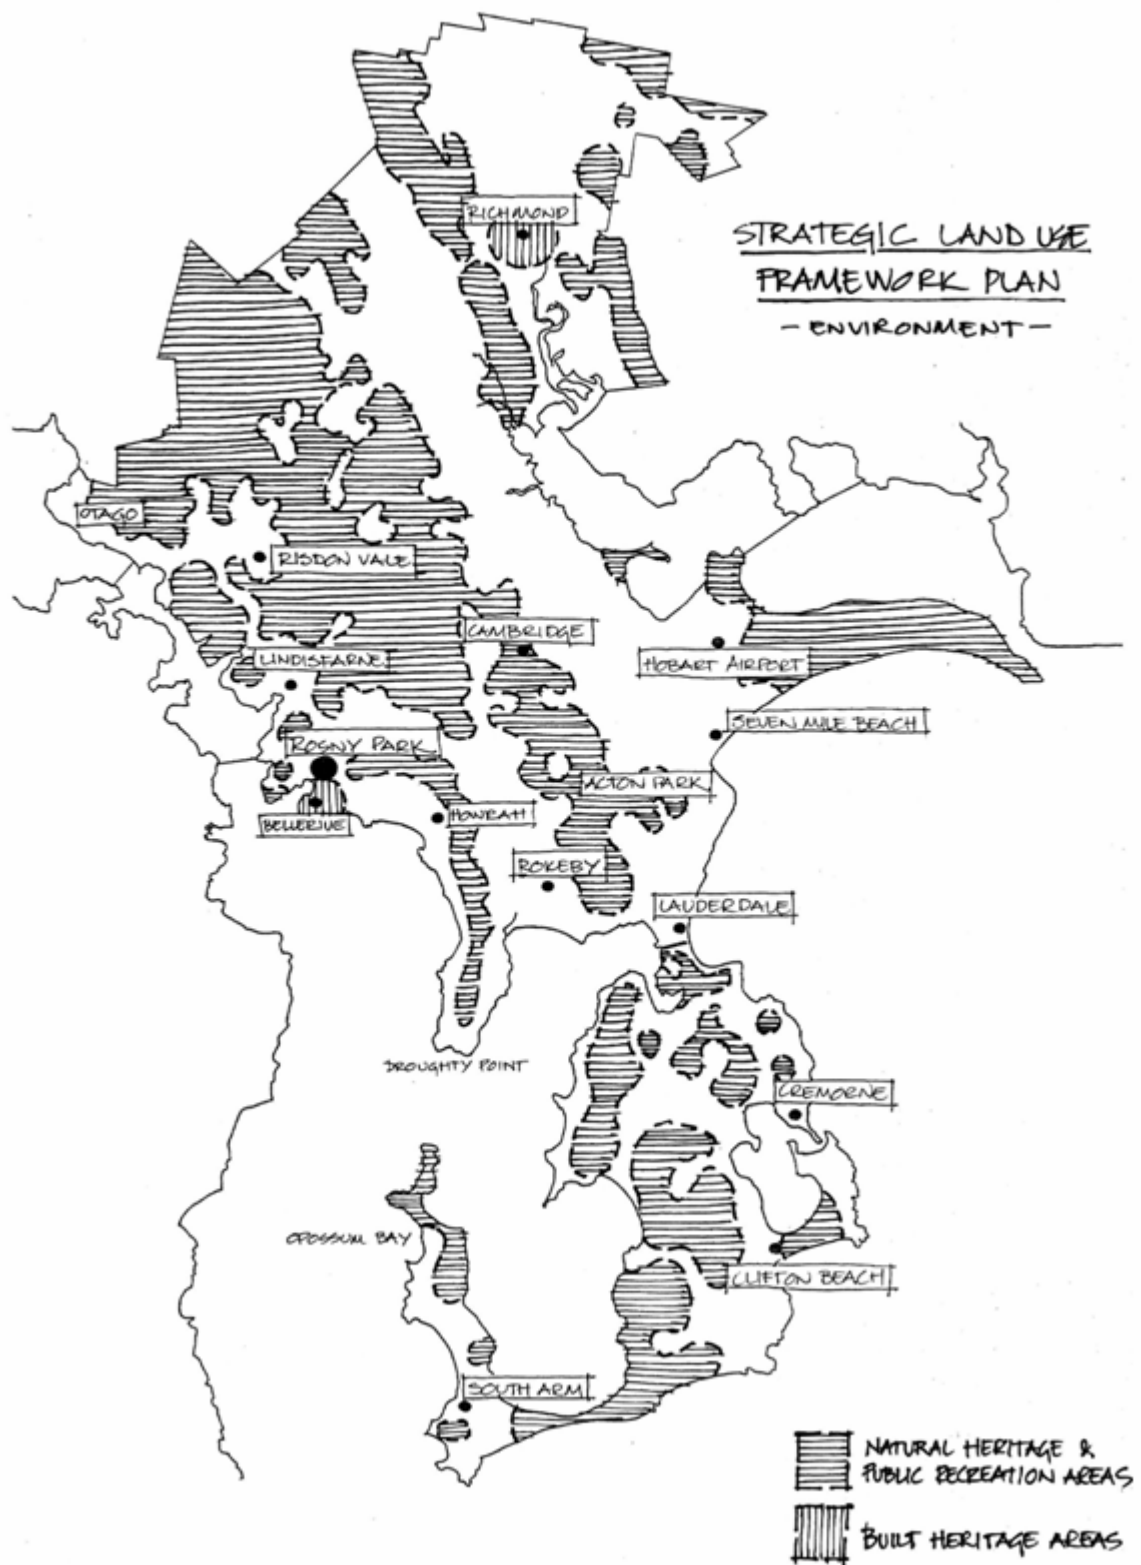 RICHMOND
STRATEGIC LAND USE
FRAMEWORK PLAN
- ENVIRONMENT -
OTAGO
RISDON VALE
CAMBRIDGE
LINDISFARNE
HOBART AIRPORT
SEVEN MILE BEACH
ROSNY PARK
ACTON PARK
HOWRAH
BELLERIVE
ROKEBY
LAUDERDALE
DROUGHTY POINT
CREMORNE
OPOSSUM BAY
CLIFTON BEACH
SOUTH ARM
NATURAL HERITAGE &
PUBLIC RECREATION AREAS
BUILT HERITAGE AREAS